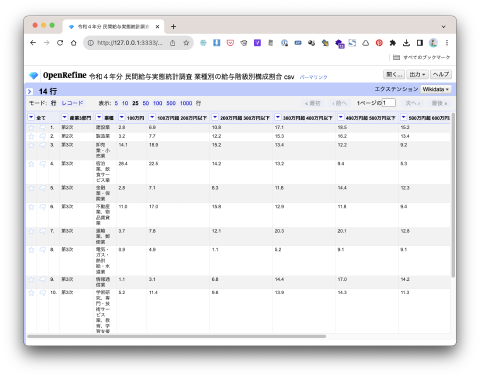 令和４年分 民間給与実態統計調査
http://127.0.0.1:3333/...
すべてのブックマーク
OpenRefine 令和４年分 民間給与実態統計調査 業種別の給与階級別構成割合 CSV パーマリンク
開く... 出力 ヘルプ
14 行
エクステンション Wikidata
モード: 行 レコード 表示: 5 10 25 50 100 500 1000 行
« 最初 ‹ 前へ 1ページの1 次へ › 最後 »
全て 産業3部門 業種 100万円 100万円超 200万円以下 200万円超 300万円以下 300万円超 400万円以下 400万円超 500万円以下 500万円超 600万円
1. 第2次 建設業 2.8 6.9 10.8 17.1 18.5 15.2
2. 第2次 製造業 3.2 7.7 12.2 15.3 16.2 13.4
3. 第3次 卸売業・小売業 14.1 18.9 15.2 13.4 12.2 9.2
4. 第3次 宿泊業、飲食サービス業 28.4 22.5 14.2 13.2 9.4 5.3
5. 第3次 金融業・保険業 2.8 7.1 8.3 11.8 14.4 12.3
6. 第3次 不動産業、物品賃貸業 11.0 17.0 15.8 12.9 11.8 9.4
7. 第3次 運輸業、郵便業 3.7 7.8 12.1 20.3 20.1 12.8
8. 第3次 電気・ガス・熱供給・水道業 4.9 1.1 5.2 9.1 9.1
9. 第3次 情報通信業 1.1 3.1 6.8 14.4 17.0 14.2
10. 第3次 学術研究、専門・技術サービス業、教育、学習支援 5.2 11.4 9.6 13.9 14.3 11.3